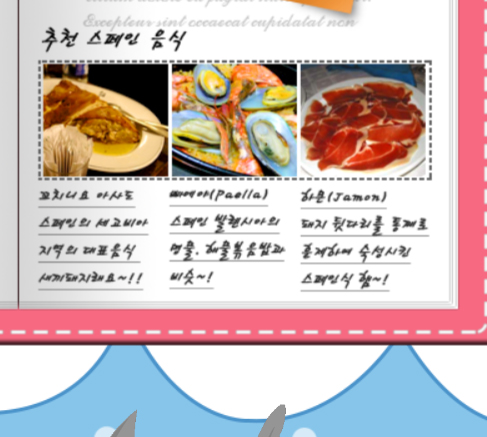 Excepteur sint occaecat cupidatat non
추천 스페인 음식
꼬치니요 아사도
스페인의 세고비아
지역의 대표음식
새끼돼지래요~!!
빠에야(Paella)
스페인 발렌시아의
명물. 해물볶음밥과
비슷~!
하몬(Jamon)
돼지 뒷다리를 통째로
훈제하여 숙성시킨
스페인식 햄~!